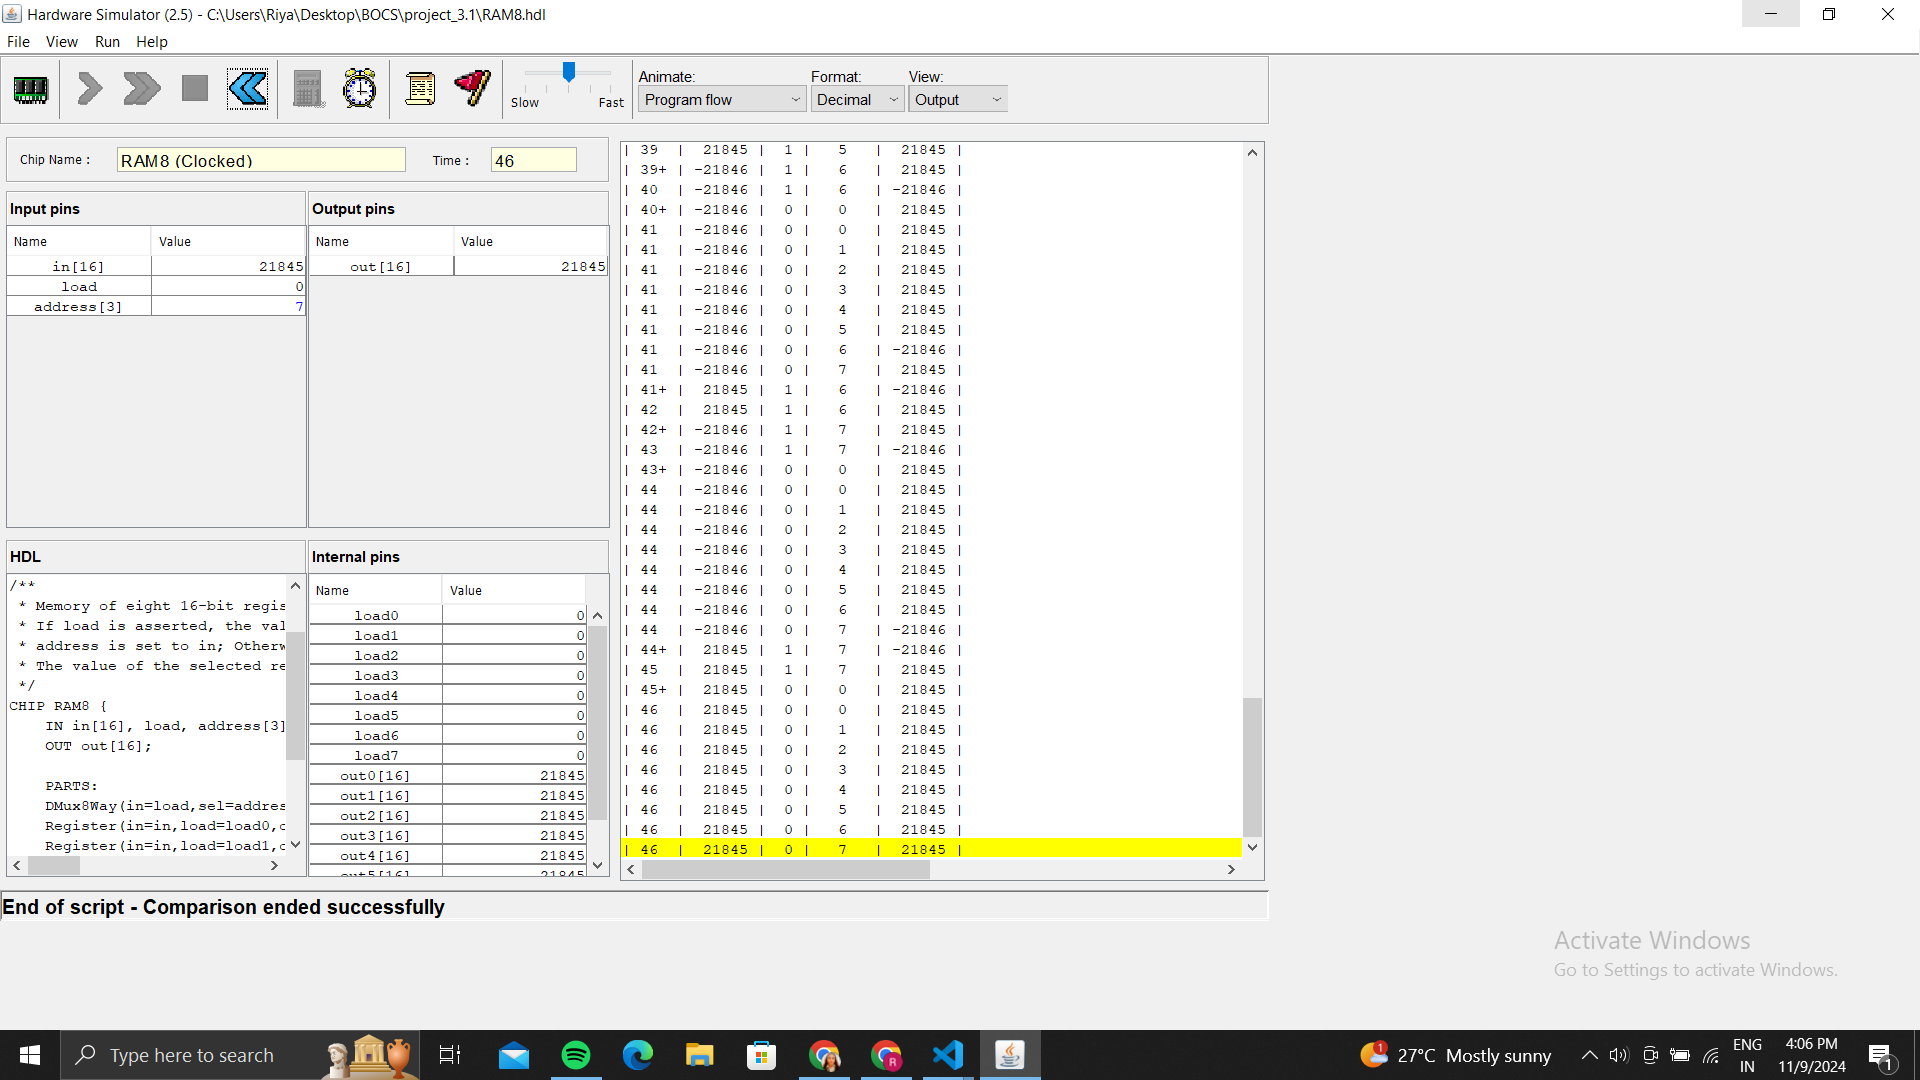 Hardware Simulator (2.5) - C:\Users\Riya\Desktop\BOCS\project_3.1\RAM8.hdl
File View Run Help
Slow Fast
Animate: Format: View:
Program flow Decimal Output
Chip Name : RAM8 (Clocked) Time : 46
Input pins
Name Value
in[16] 21845
load 0
address[3] 7
Output pins
Name Value
out[16] 21845
HDL
/**
* Memory of eight 16-bit regis
* If load is asserted, the val
* address is set to in; Otherw
* The value of the selected re
*/
CHIP RAM8 {
IN in[16], load, address[3]
OUT out[16];
PARTS:
DMux8Way(in=load,sel=addres
Register(in=in,load=load0,o
Register(in=in,load=load1,o
Internal pins
Name Value
load0 0
load1 0
load2 0
load3 0
load4 0
load5 0
load6 0
load7 0
out0[16] 21845
out1[16] 21845
out2[16] 21845
out3[16] 21845
out4[16] 21845
out5[16] 21845
| 39 | 21845 | 1 | 5 | 21845 |
| 39+ | -21846 | 1 | 6 | 21845 |
| 40 | -21846 | 1 | 6 | -21846 |
| 40+ | -21846 | 0 | 0 | 21845 |
| 41 | -21846 | 0 | 0 | 21845 |
| 41 | -21846 | 0 | 1 | 21845 |
| 41 | -21846 | 0 | 2 | 21845 |
| 41 | -21846 | 0 | 3 | 21845 |
| 41 | -21846 | 0 | 4 | 21845 |
| 41 | -21846 | 0 | 5 | 21845 |
| 41 | -21846 | 0 | 6 | -21846 |
| 41 | -21846 | 0 | 7 | 21845 |
| 41+ | 21845 | 1 | 6 | -21846 |
| 42 | 21845 | 1 | 6 | 21845 |
| 42+ | -21846 | 1 | 7 | 21845 |
| 43 | -21846 | 1 | 7 | -21846 |
| 43+ | -21846 | 0 | 0 | 21845 |
| 44 | -21846 | 0 | 0 | 21845 |
| 44 | -21846 | 0 | 1 | 21845 |
| 44 | -21846 | 0 | 2 | 21845 |
| 44 | -21846 | 0 | 3 | 21845 |
| 44 | -21846 | 0 | 4 | 21845 |
| 44 | -21846 | 0 | 5 | 21845 |
| 44 | -21846 | 0 | 6 | 21845 |
| 44 | -21846 | 0 | 7 | -21846 |
| 44+ | 21845 | 1 | 7 | -21846 |
| 45 | 21845 | 1 | 7 | 21845 |
| 45+ | 21845 | 0 | 0 | 21845 |
| 46 | 21845 | 0 | 0 | 21845 |
| 46 | 21845 | 0 | 1 | 21845 |
| 46 | 21845 | 0 | 2 | 21845 |
| 46 | 21845 | 0 | 3 | 21845 |
| 46 | 21845 | 0 | 4 | 21845 |
| 46 | 21845 | 0 | 5 | 21845 |
| 46 | 21845 | 0 | 6 | 21845 |
| 46 | 21845 | 0 | 7 | 21845 |
End of script - Comparison ended successfully
Activate Windows
Go to Settings to activate Windows.
Type here to search
R
1
27°C Mostly sunny
ENG
IN
4:06 PM
11/9/2024
1